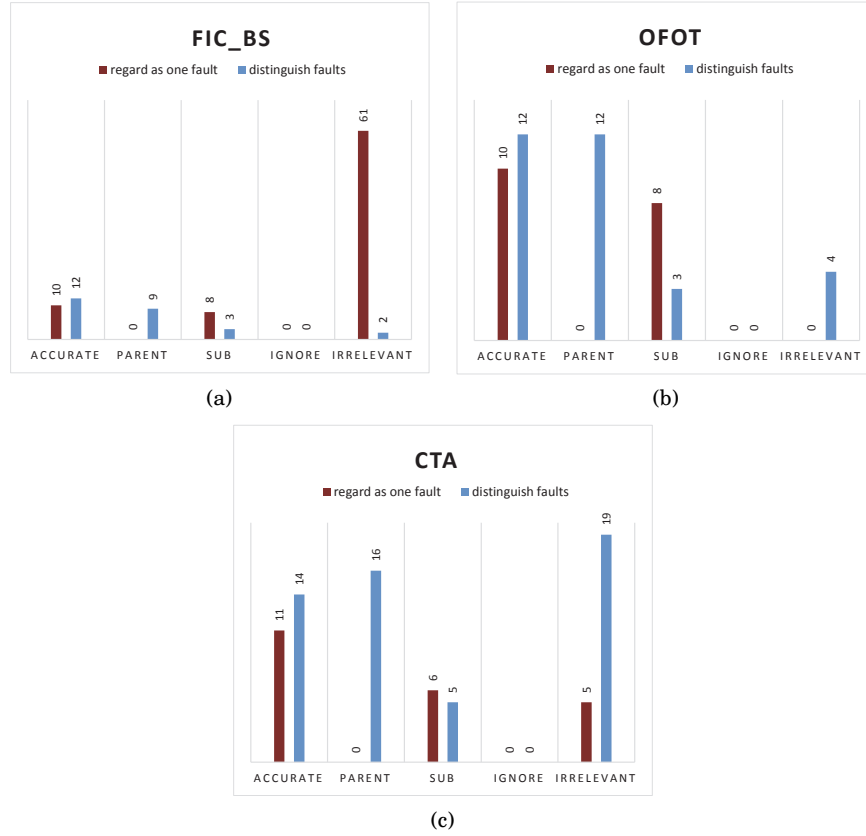 FIC_BS
regard as one fault distinguish faults
10 12 0 9 8 3 0 0 61 2
ACCURATE PARENT SUB IGNORE IRRELEVANT
(a)
OFOT
regard as one fault distinguish faults
10 12 0 12 8 3 0 0 0 4
ACCURATE PARENT SUB IGNORE IRRELEVANT
(b)
CTA
regard as one fault distinguish faults
11 14 0 16 6 5 0 0 5 19
ACCURATE PARENT SUB IGNORE IRRELEVANT
(c)